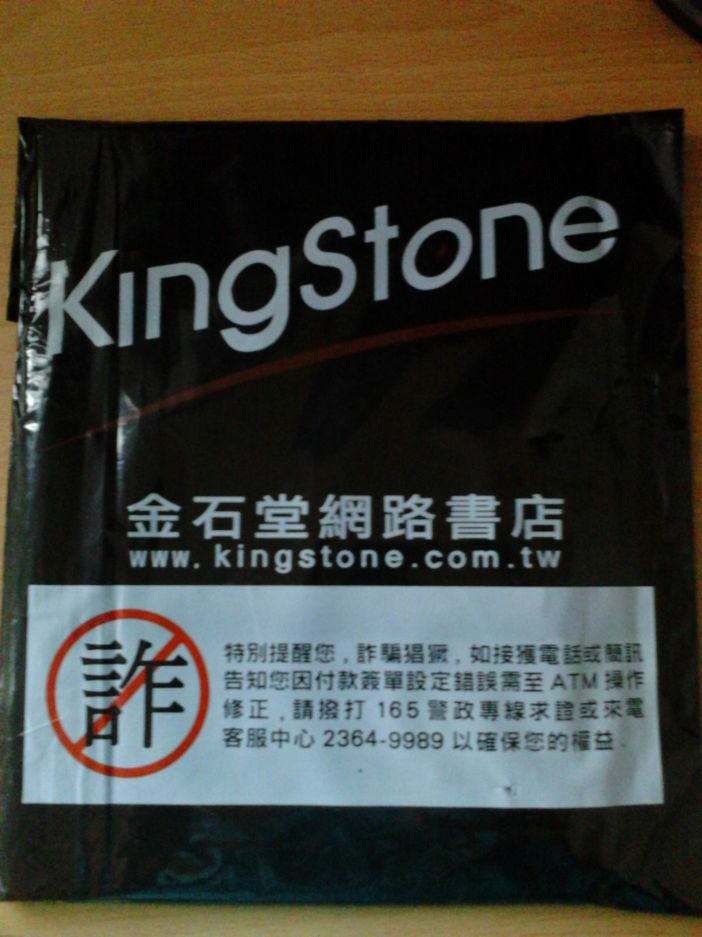 KingStone
金石堂網路書店
www.kingstone.com.tw
詐
特別提醒您，詐騙猖獗，如接獲電話或簡訊
告知您因付款簽單設定錯誤需至 ATM 操作
修正，請撥打 165 警政專線求證或來電
客服中心 2364-9989 以確保您的權益．